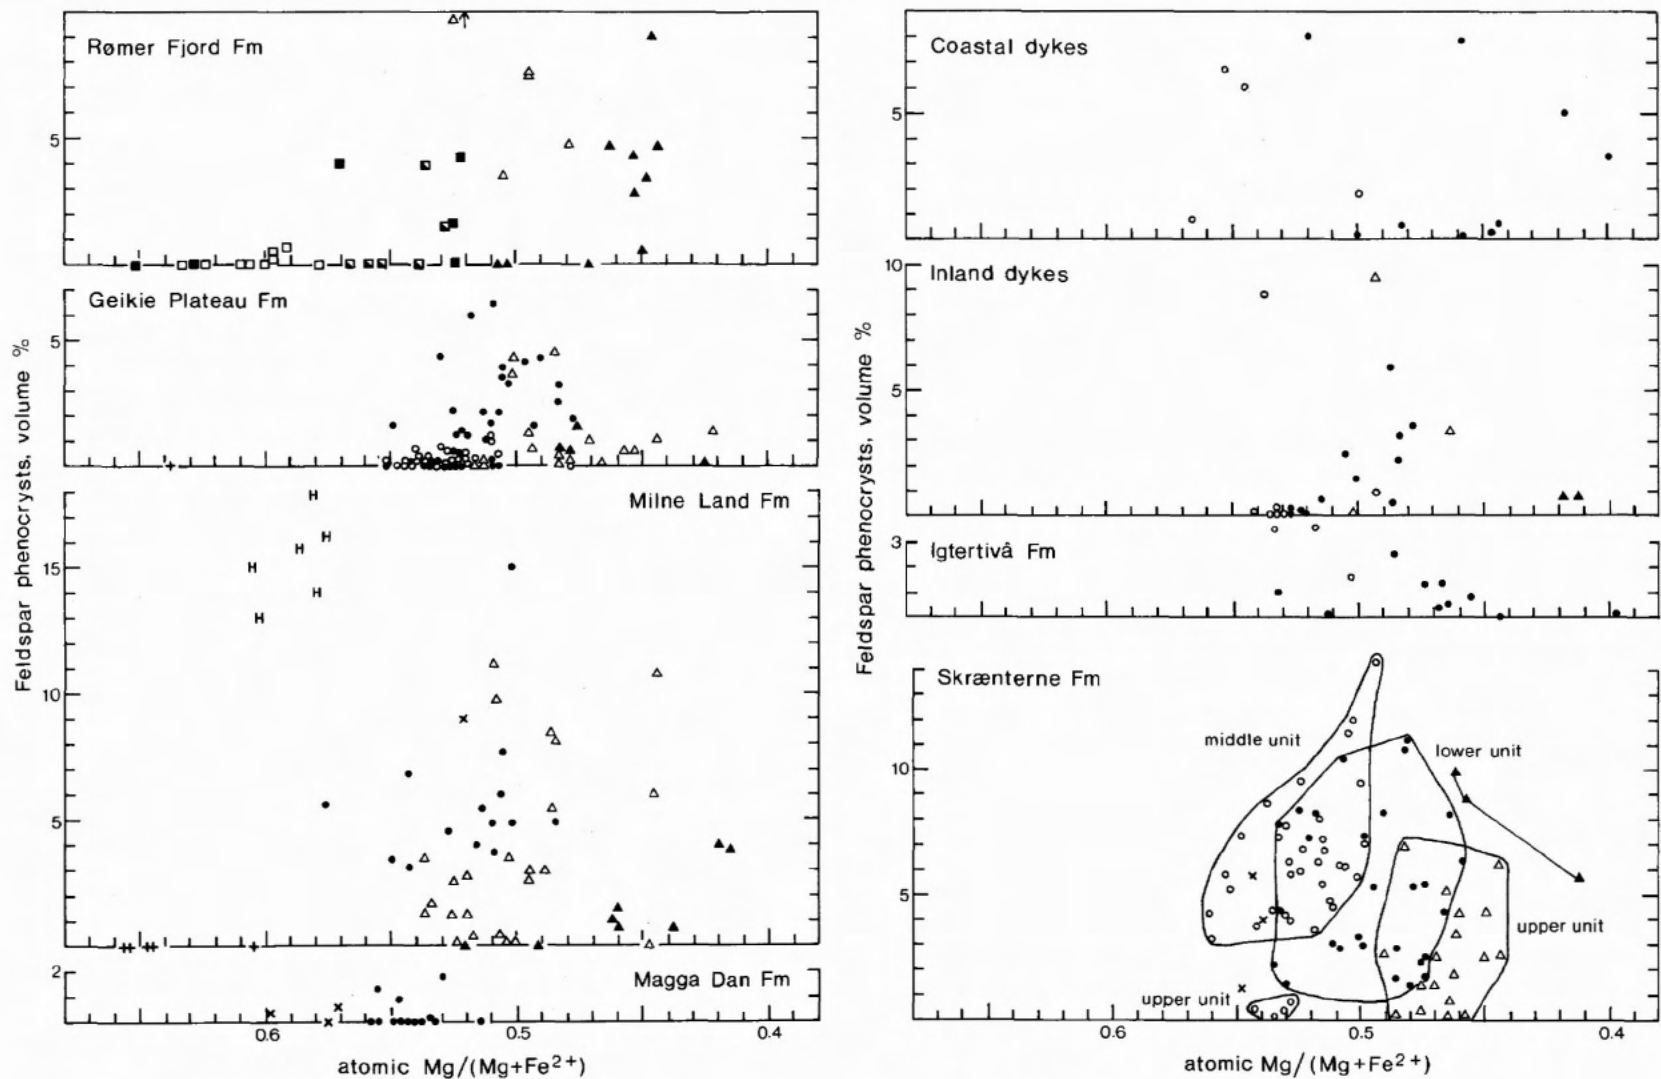 Feldspar phenocrysts, volume %
Rømer Fjord Fm
5
Geikie Plateau Fm
5
Milne Land Fm
15
10
5
H
H
H
H
H
H
Magga Dan Fm
2
0.6
0.5
0.4
atomic Mg/(Mg+Fe²⁺)
Feldspar phenocrysts, volume %
Coastal dykes
5
Inland dykes
10
5
Igtertivâ Fm
3
Skrænterne Fm
10
5
middle unit
lower unit
upper unit
upper unit
0.6
0.5
0.4
atomic Mg/(Mg+Fe²⁺)